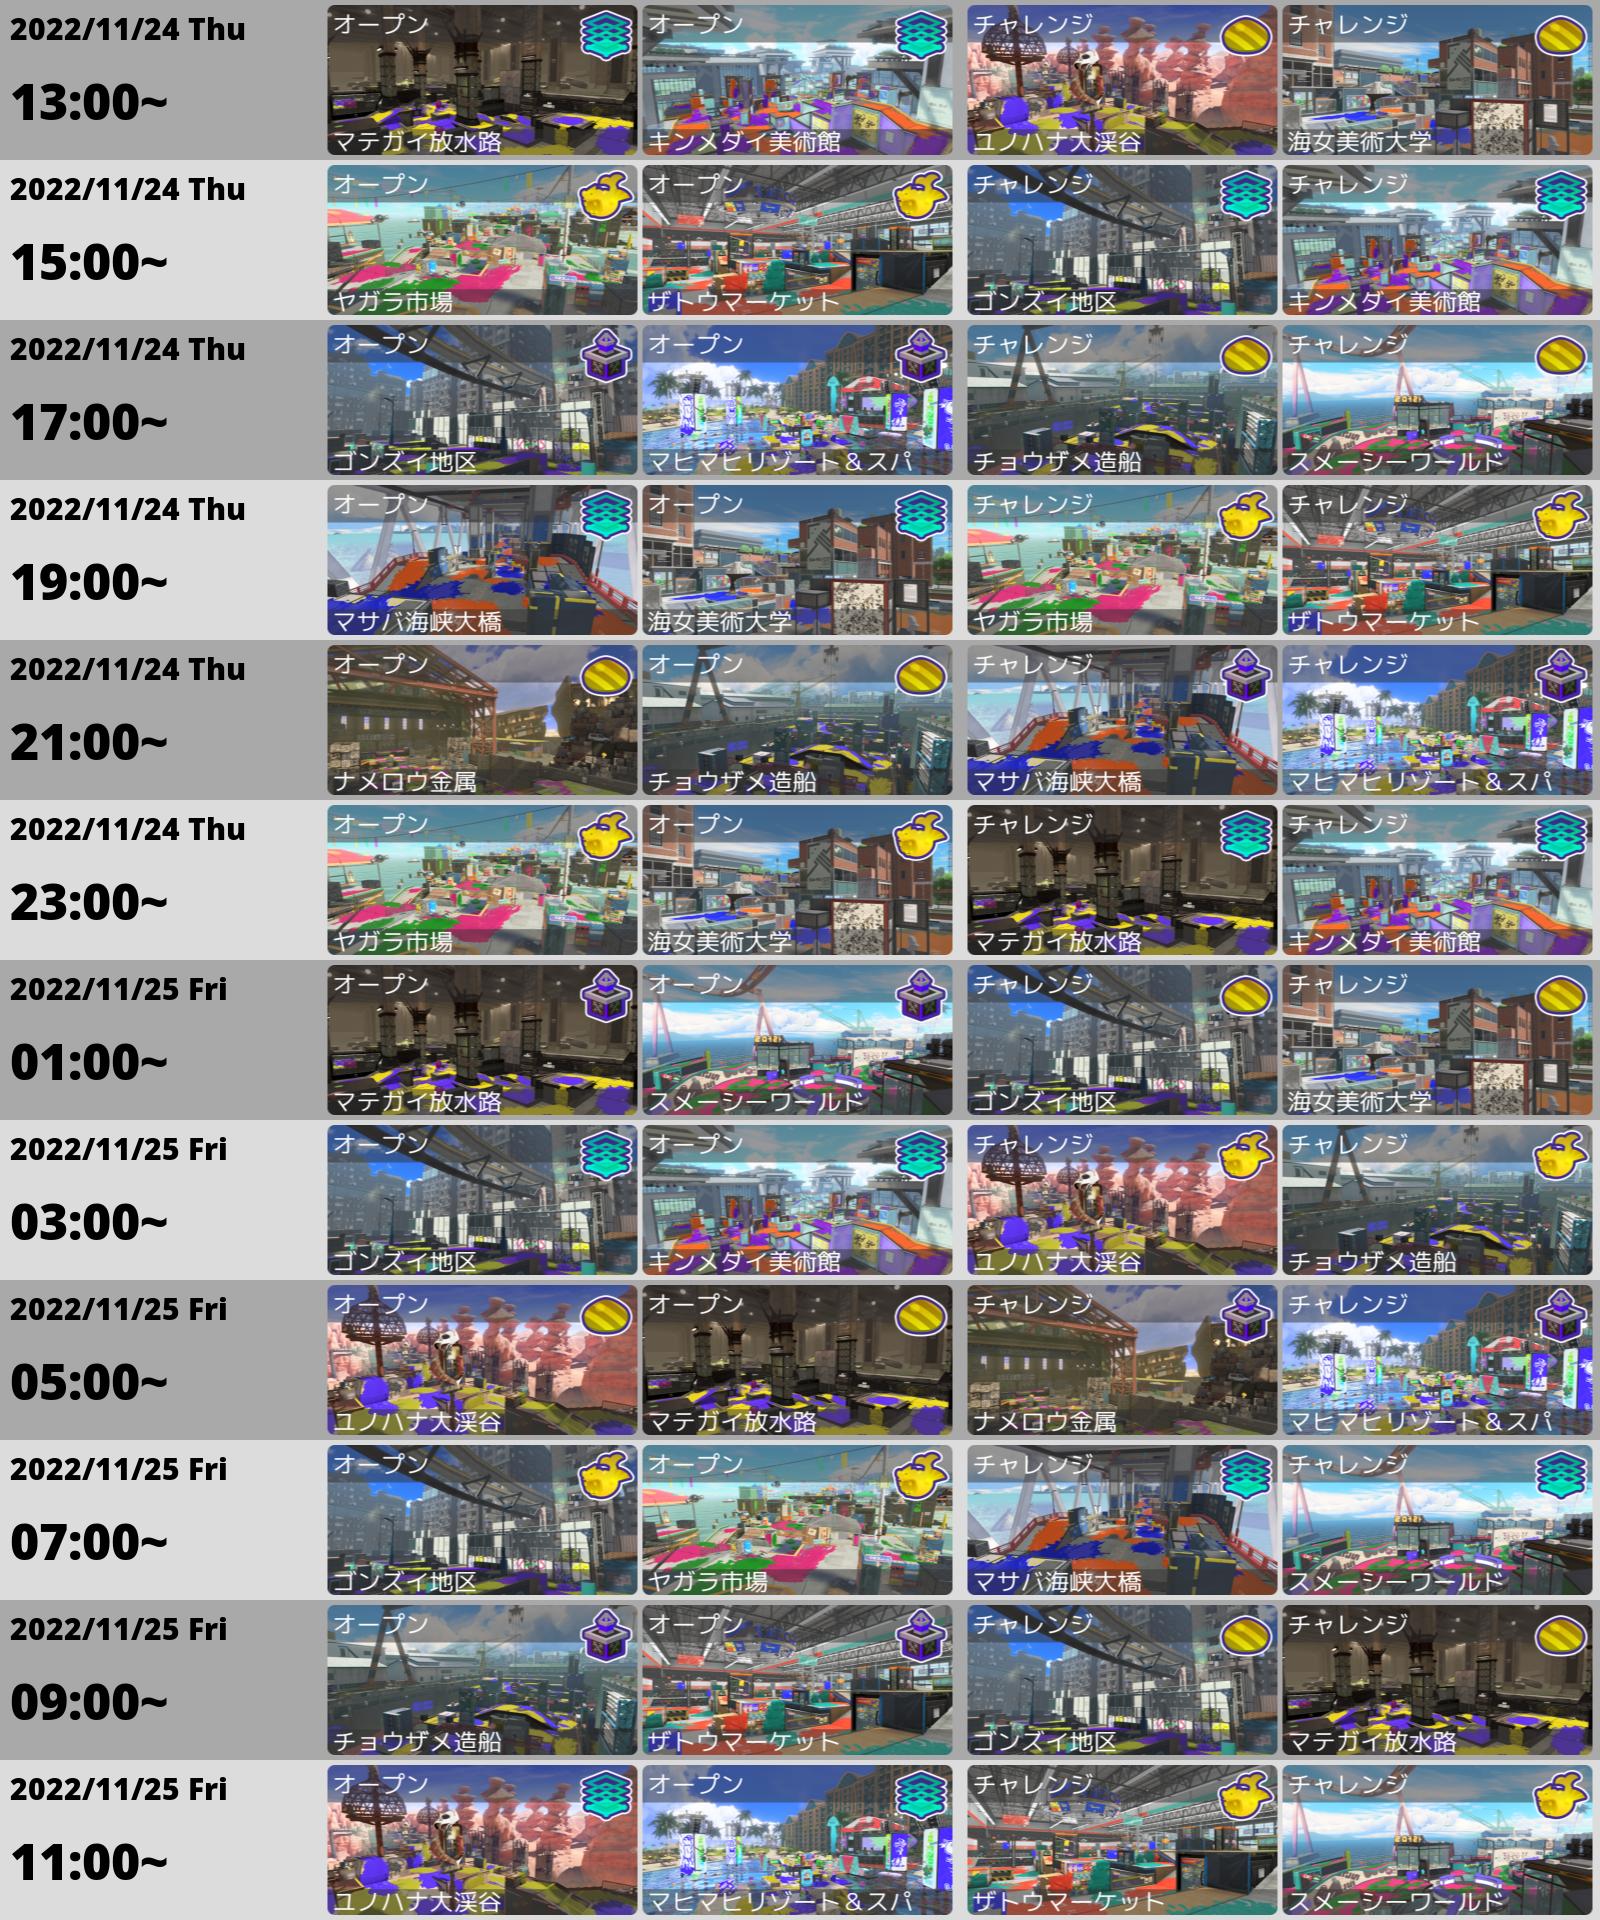 2022/11/24 Thu
13:00~
オープン
マテガイ放水路
オープン
キンメダイ美術館
チャレンジ
ユノハナ大渓谷
チャレンジ
海女美術大学
2022/11/24 Thu
15:00~
オープン
ヤガラ市場
オープン
ザトウマーケット
チャレンジ
ゴンズイ地区
チャレンジ
キンメダイ美術館
2022/11/24 Thu
17:00~
オープン
ゴンズイ地区
オープン
マヒマヒリゾート＆スパ
チャレンジ
チョウザメ造船
チャレンジ
スメーシーワールド
2022/11/24 Thu
19:00~
オープン
マサバ海峡大橋
オープン
海女美術大学
チャレンジ
ヤガラ市場
チャレンジ
ザトウマーケット
2022/11/24 Thu
21:00~
オープン
ナメロウ金属
オープン
チョウザメ造船
チャレンジ
マサバ海峡大橋
チャレンジ
マヒマヒリゾート＆スパ
2022/11/24 Thu
23:00~
オープン
ヤガラ市場
オープン
海女美術大学
チャレンジ
マテガイ放水路
チャレンジ
キンメダイ美術館
2022/11/25 Fri
01:00~
オープン
マテガイ放水路
オープン
スメーシーワールド
チャレンジ
ゴンズイ地区
チャレンジ
海女美術大学
2022/11/25 Fri
03:00~
オープン
ゴンズイ地区
オープン
キンメダイ美術館
チャレンジ
ユノハナ大渓谷
チャレンジ
チョウザメ造船
2022/11/25 Fri
05:00~
オープン
ユノハナ大渓谷
オープン
マテガイ放水路
チャレンジ
ナメロウ金属
チャレンジ
マヒマヒリゾート＆スパ
2022/11/25 Fri
07:00~
オープン
ゴンズイ地区
オープン
ヤガラ市場
チャレンジ
マサバ海峡大橋
チャレンジ
スメーシーワールド
2022/11/25 Fri
09:00~
オープン
チョウザメ造船
オープン
ザトウマーケット
チャレンジ
ゴンズイ地区
チャレンジ
マテガイ放水路
2022/11/25 Fri
11:00~
オープン
ユノハナ大渓谷
オープン
マヒマヒリゾート＆スパ
チャレンジ
ザトウマーケット
チャレンジ
スメーシーワールド